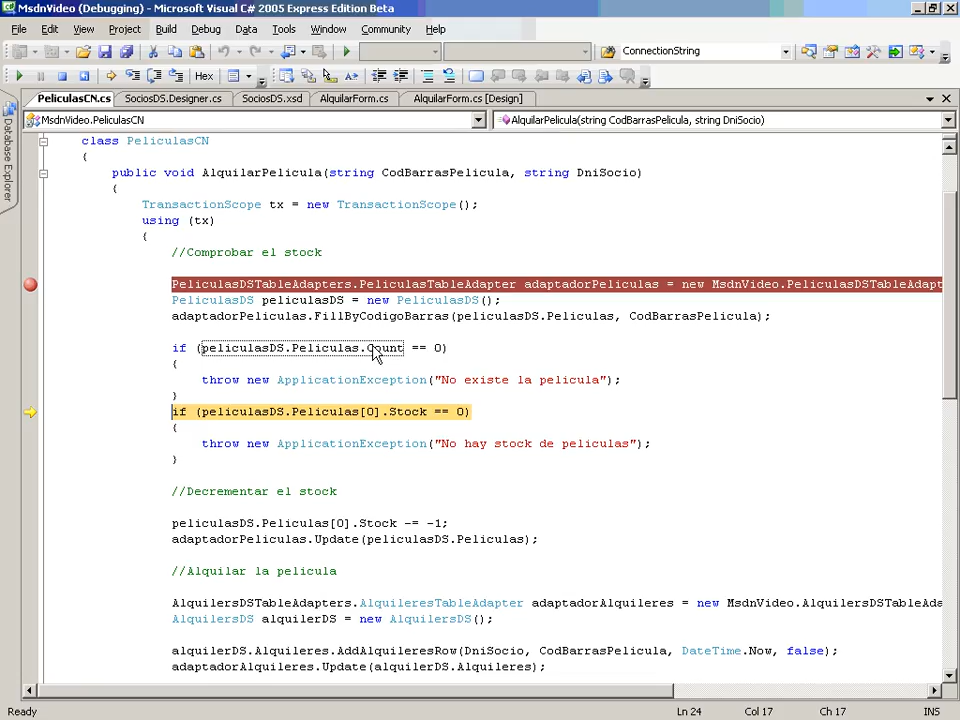 MsdnVideo (Debugging) - Microsoft Visual C# 2005 Express Edition Beta
File Edit View Project Build Debug Data Tools Window Community Help
ConnectionString
Hex
PeliculasCN.cs SociosDS.Designer.cs SociosDS.xsd AlquilarForm.cs AlquilarForm.cs [Design]
MsdnVideo.PeliculasCN AlquilarPelicula(string CodBarrasPelicula, string DniSocio)
Database Explorer
class PeliculasCN
{
public void AlquilarPelicula(string CodBarrasPelicula, string DniSocio)
{
TransactionScope tx = new TransactionScope();
using (tx)
{
//Comprobar el stock
PeliculasDSTableAdapters.PeliculasTableAdapter adaptadorPeliculas = new MsdnVideo.PeliculasDSTableAdapt
PeliculasDS peliculasDS = new PeliculasDS();
adaptadorPeliculas.FillByCodigoBarras(peliculasDS.Peliculas, CodBarrasPelicula);
if (peliculasDS.Peliculas.Count == 0)
{
throw new ApplicationException("No existe la pelicula");
}
if (peliculasDS.Peliculas[0].Stock == 0)
{
throw new ApplicationException("No hay stock de peliculas");
}
//Decrementar el stock
peliculasDS.Peliculas[0].Stock -= -1;
adaptadorPeliculas.Update(peliculasDS.Peliculas);
//Alquilar la pelicula
AlquilersDSTableAdapters.AlquileresTableAdapter adaptadorAlquileres = new MsdnVideo.AlquilersDSTableAda
AlquilersDS alquilerDS = new AlquilersDS();
alquilerDS.Alquileres.AddAlquileresRow(DniSocio, CodBarrasPelicula, DateTime.Now, false);
adaptadorAlquileres.Update(alquilerDS.Alquileres);
Ready Ln 24 Col 17 Ch 17 INS